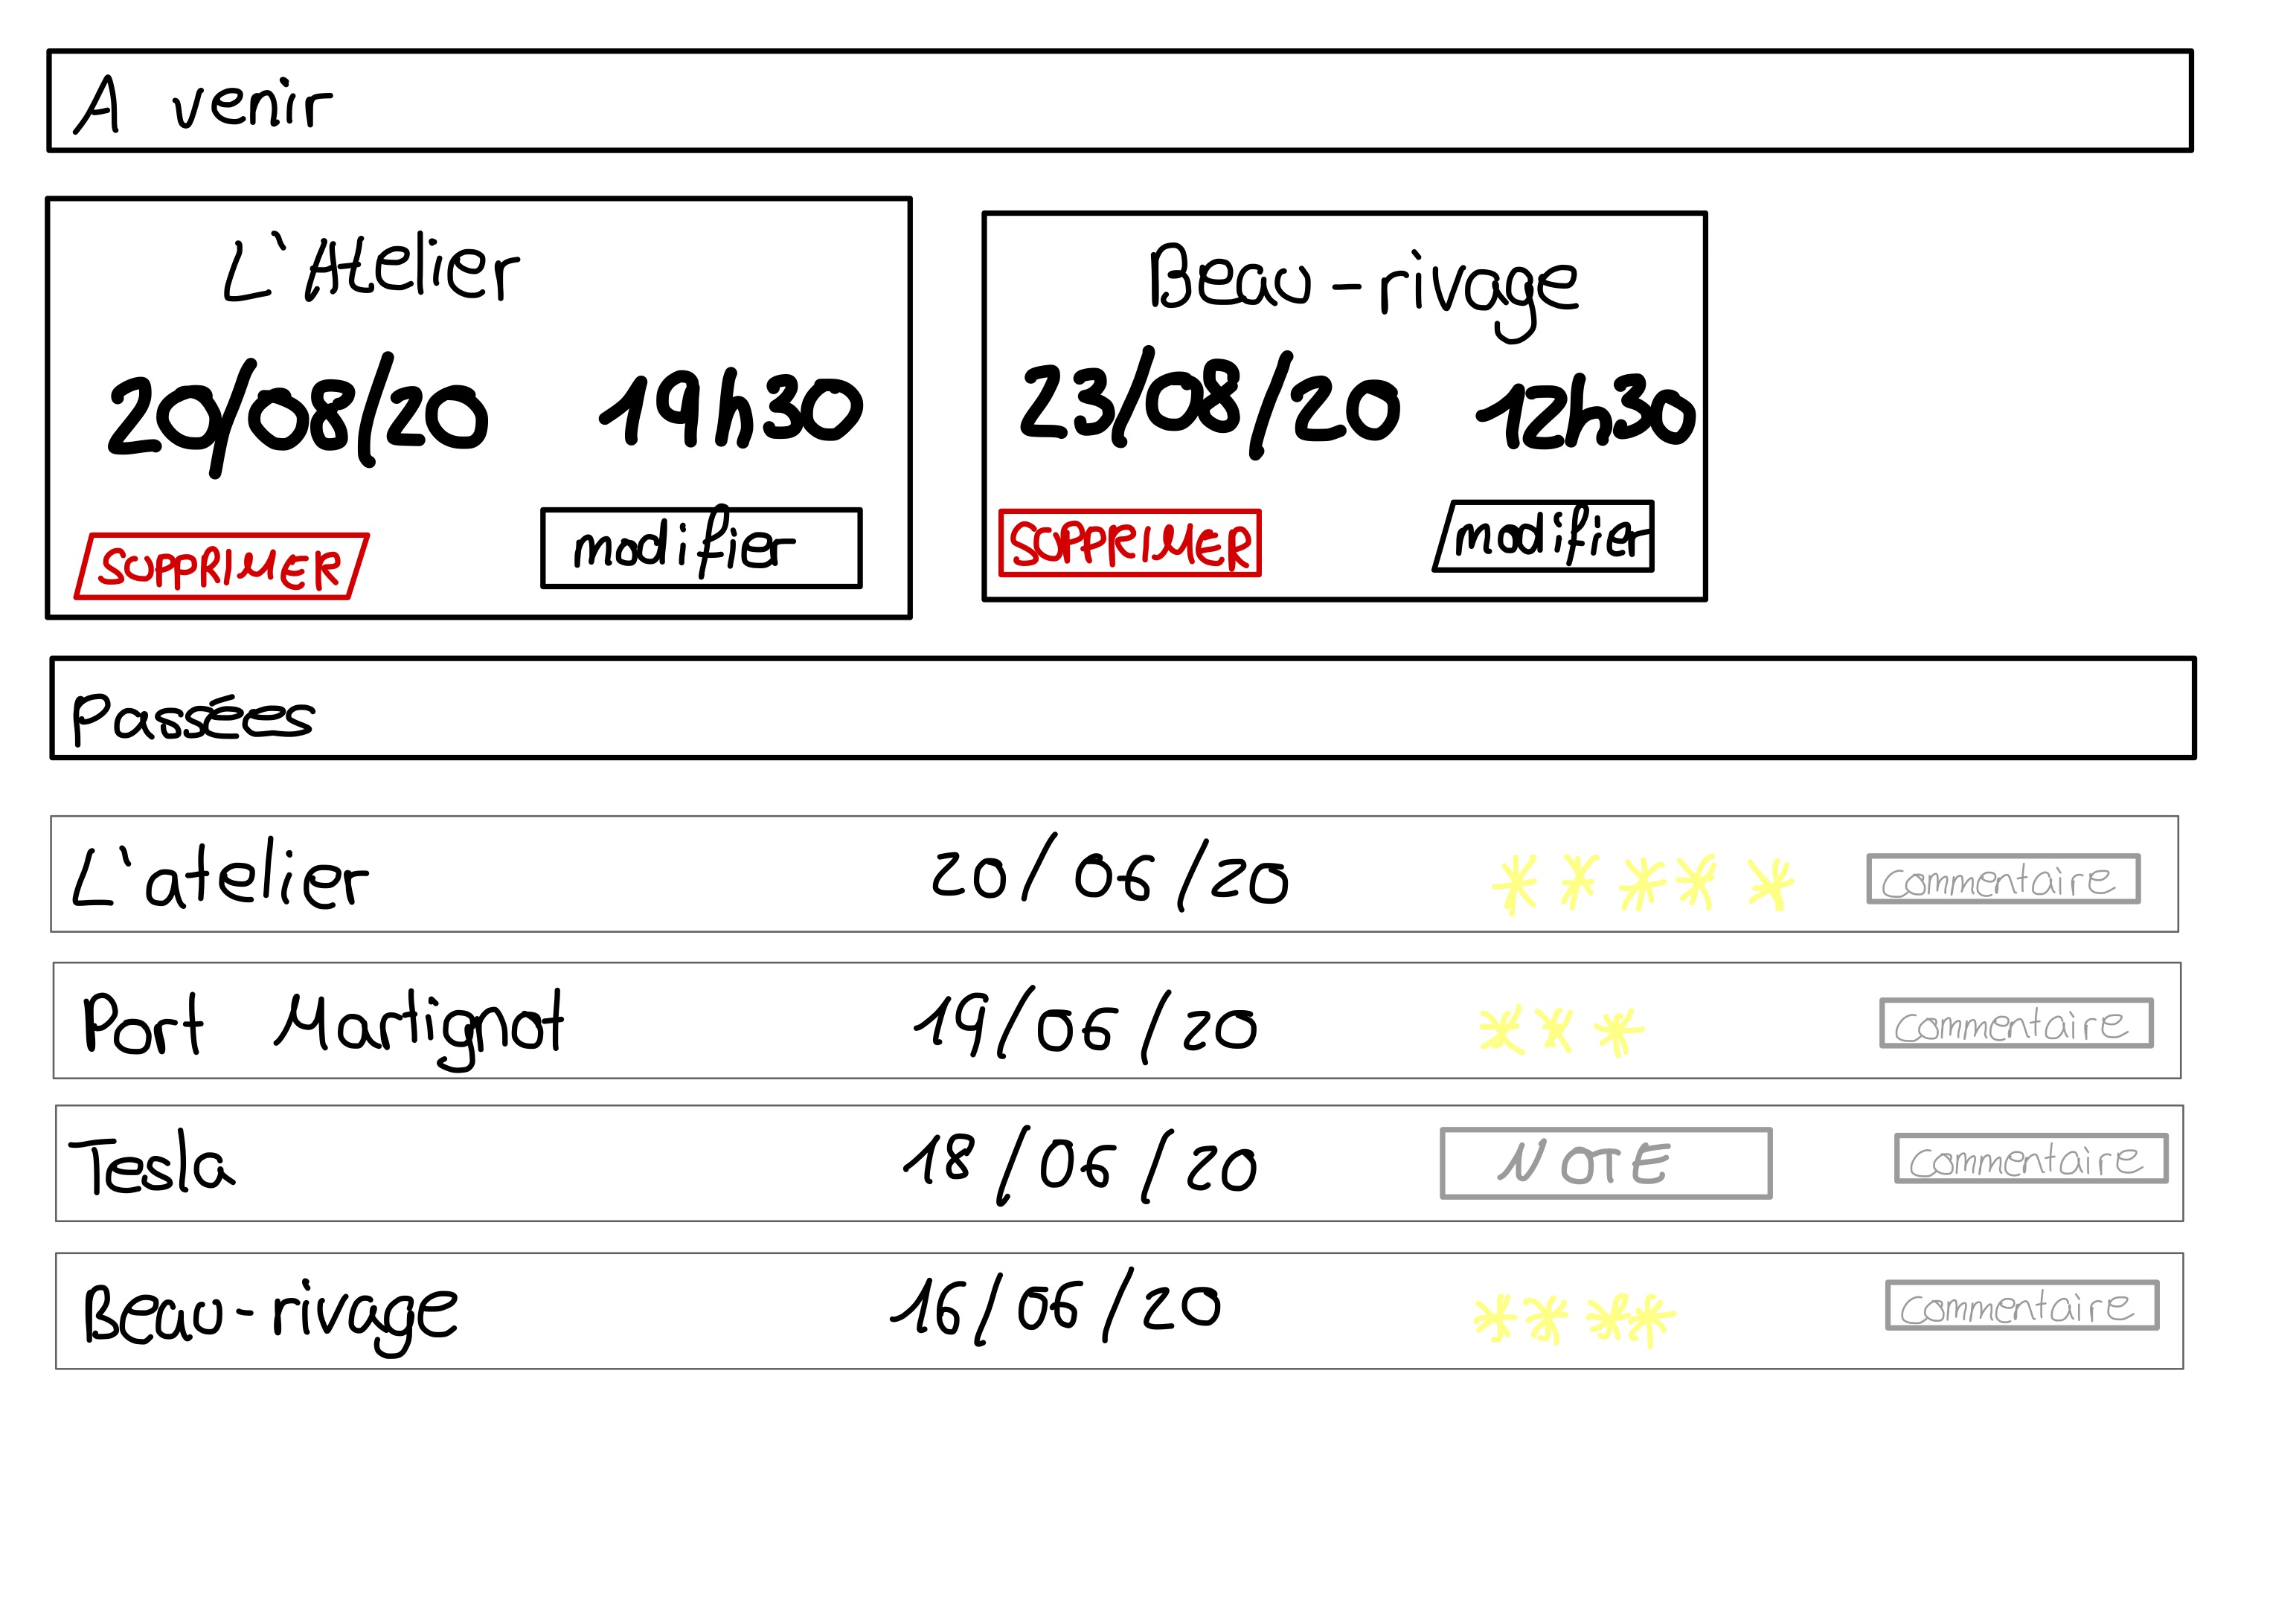 A venir
L'Atelier
20/08/20 19h30
SUPPRIMER modifier
Beau-rivage
23/08/20 12h30
SUPPRIMER modifier
Passées
L'atelier 20/06/20 commentaire
Port Martignot 19/06/20 commentaire
Tesla 18/06/20 NOTE commentaire
Beau-rivage 16/06/20 commentaire